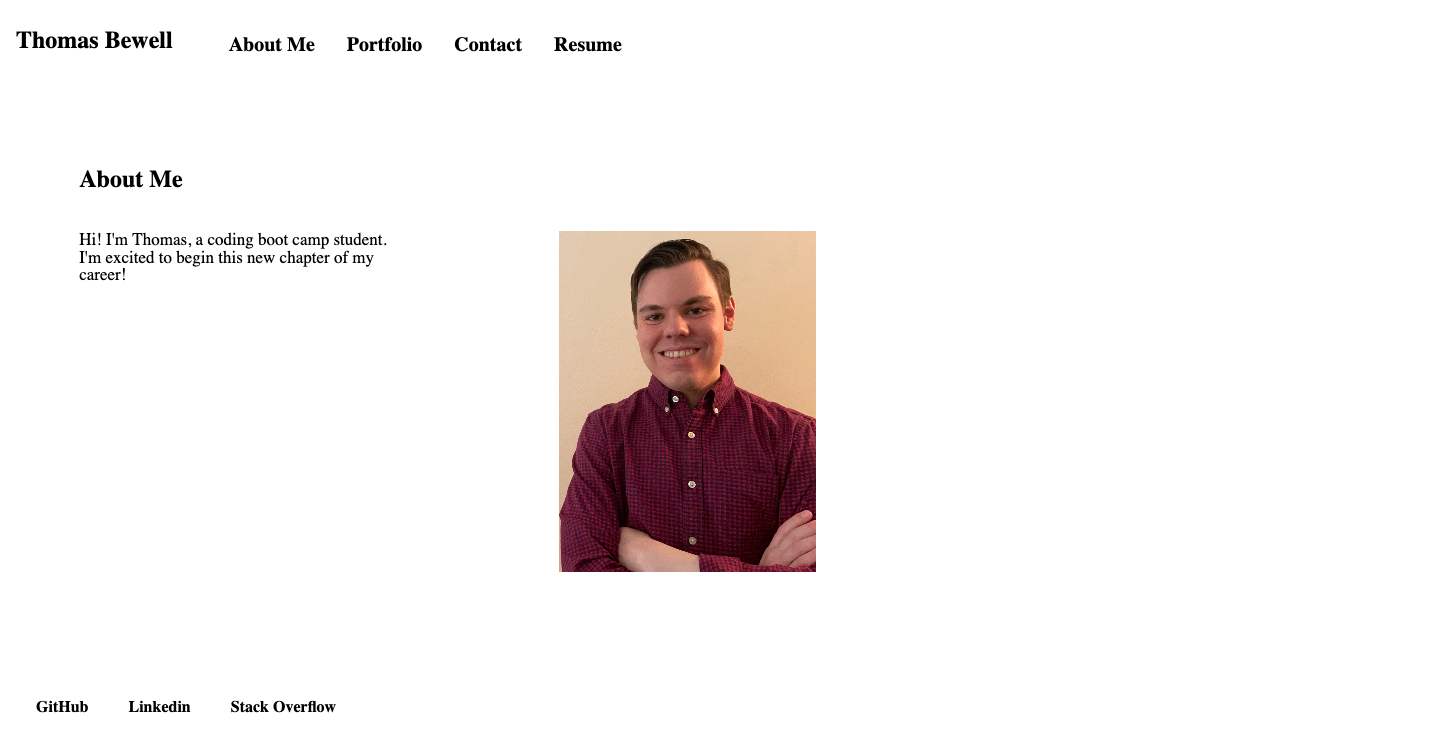 Thomas Bewell
About Me Portfolio Contact Resume
About Me
Hi! I'm Thomas, a coding boot camp student.
I'm excited to begin this new chapter of my
career!
GitHub Linkedin Stack Overflow